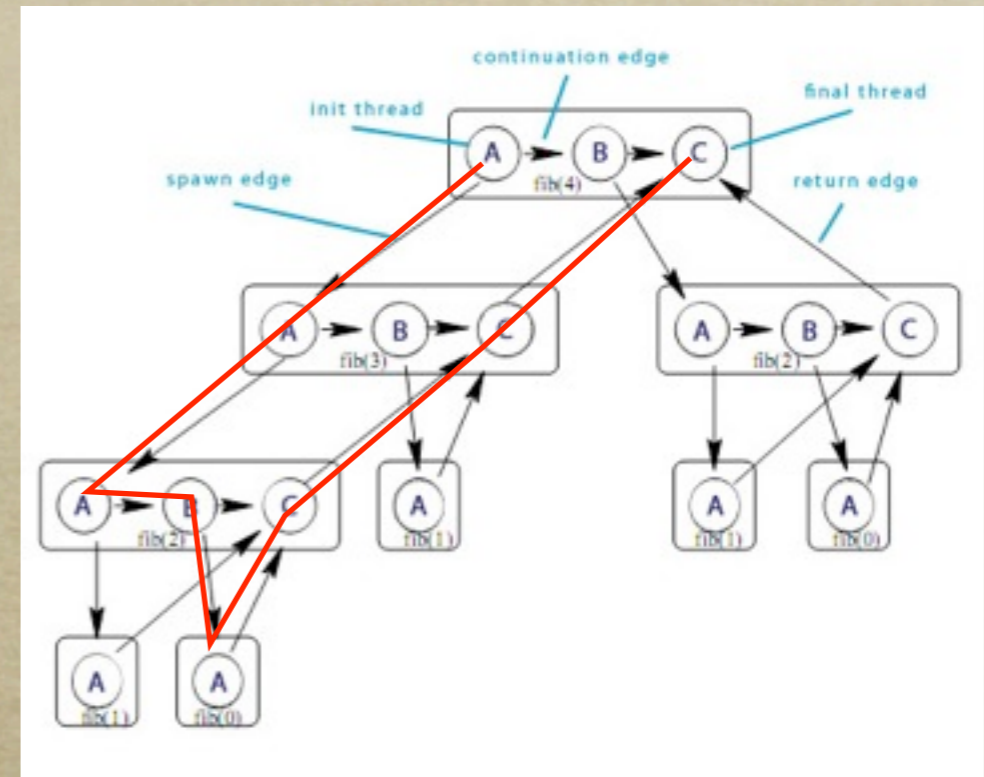 continuation edge
init thread
final thread
A B C
fib(4)
spawn edge
return edge
A B C
fib(3)
A B C
fib(2)
A B C
fib(2)
A
fib(1)
A
fib(1)
A
fib(0)
A
fib(1)
A
fib(0)